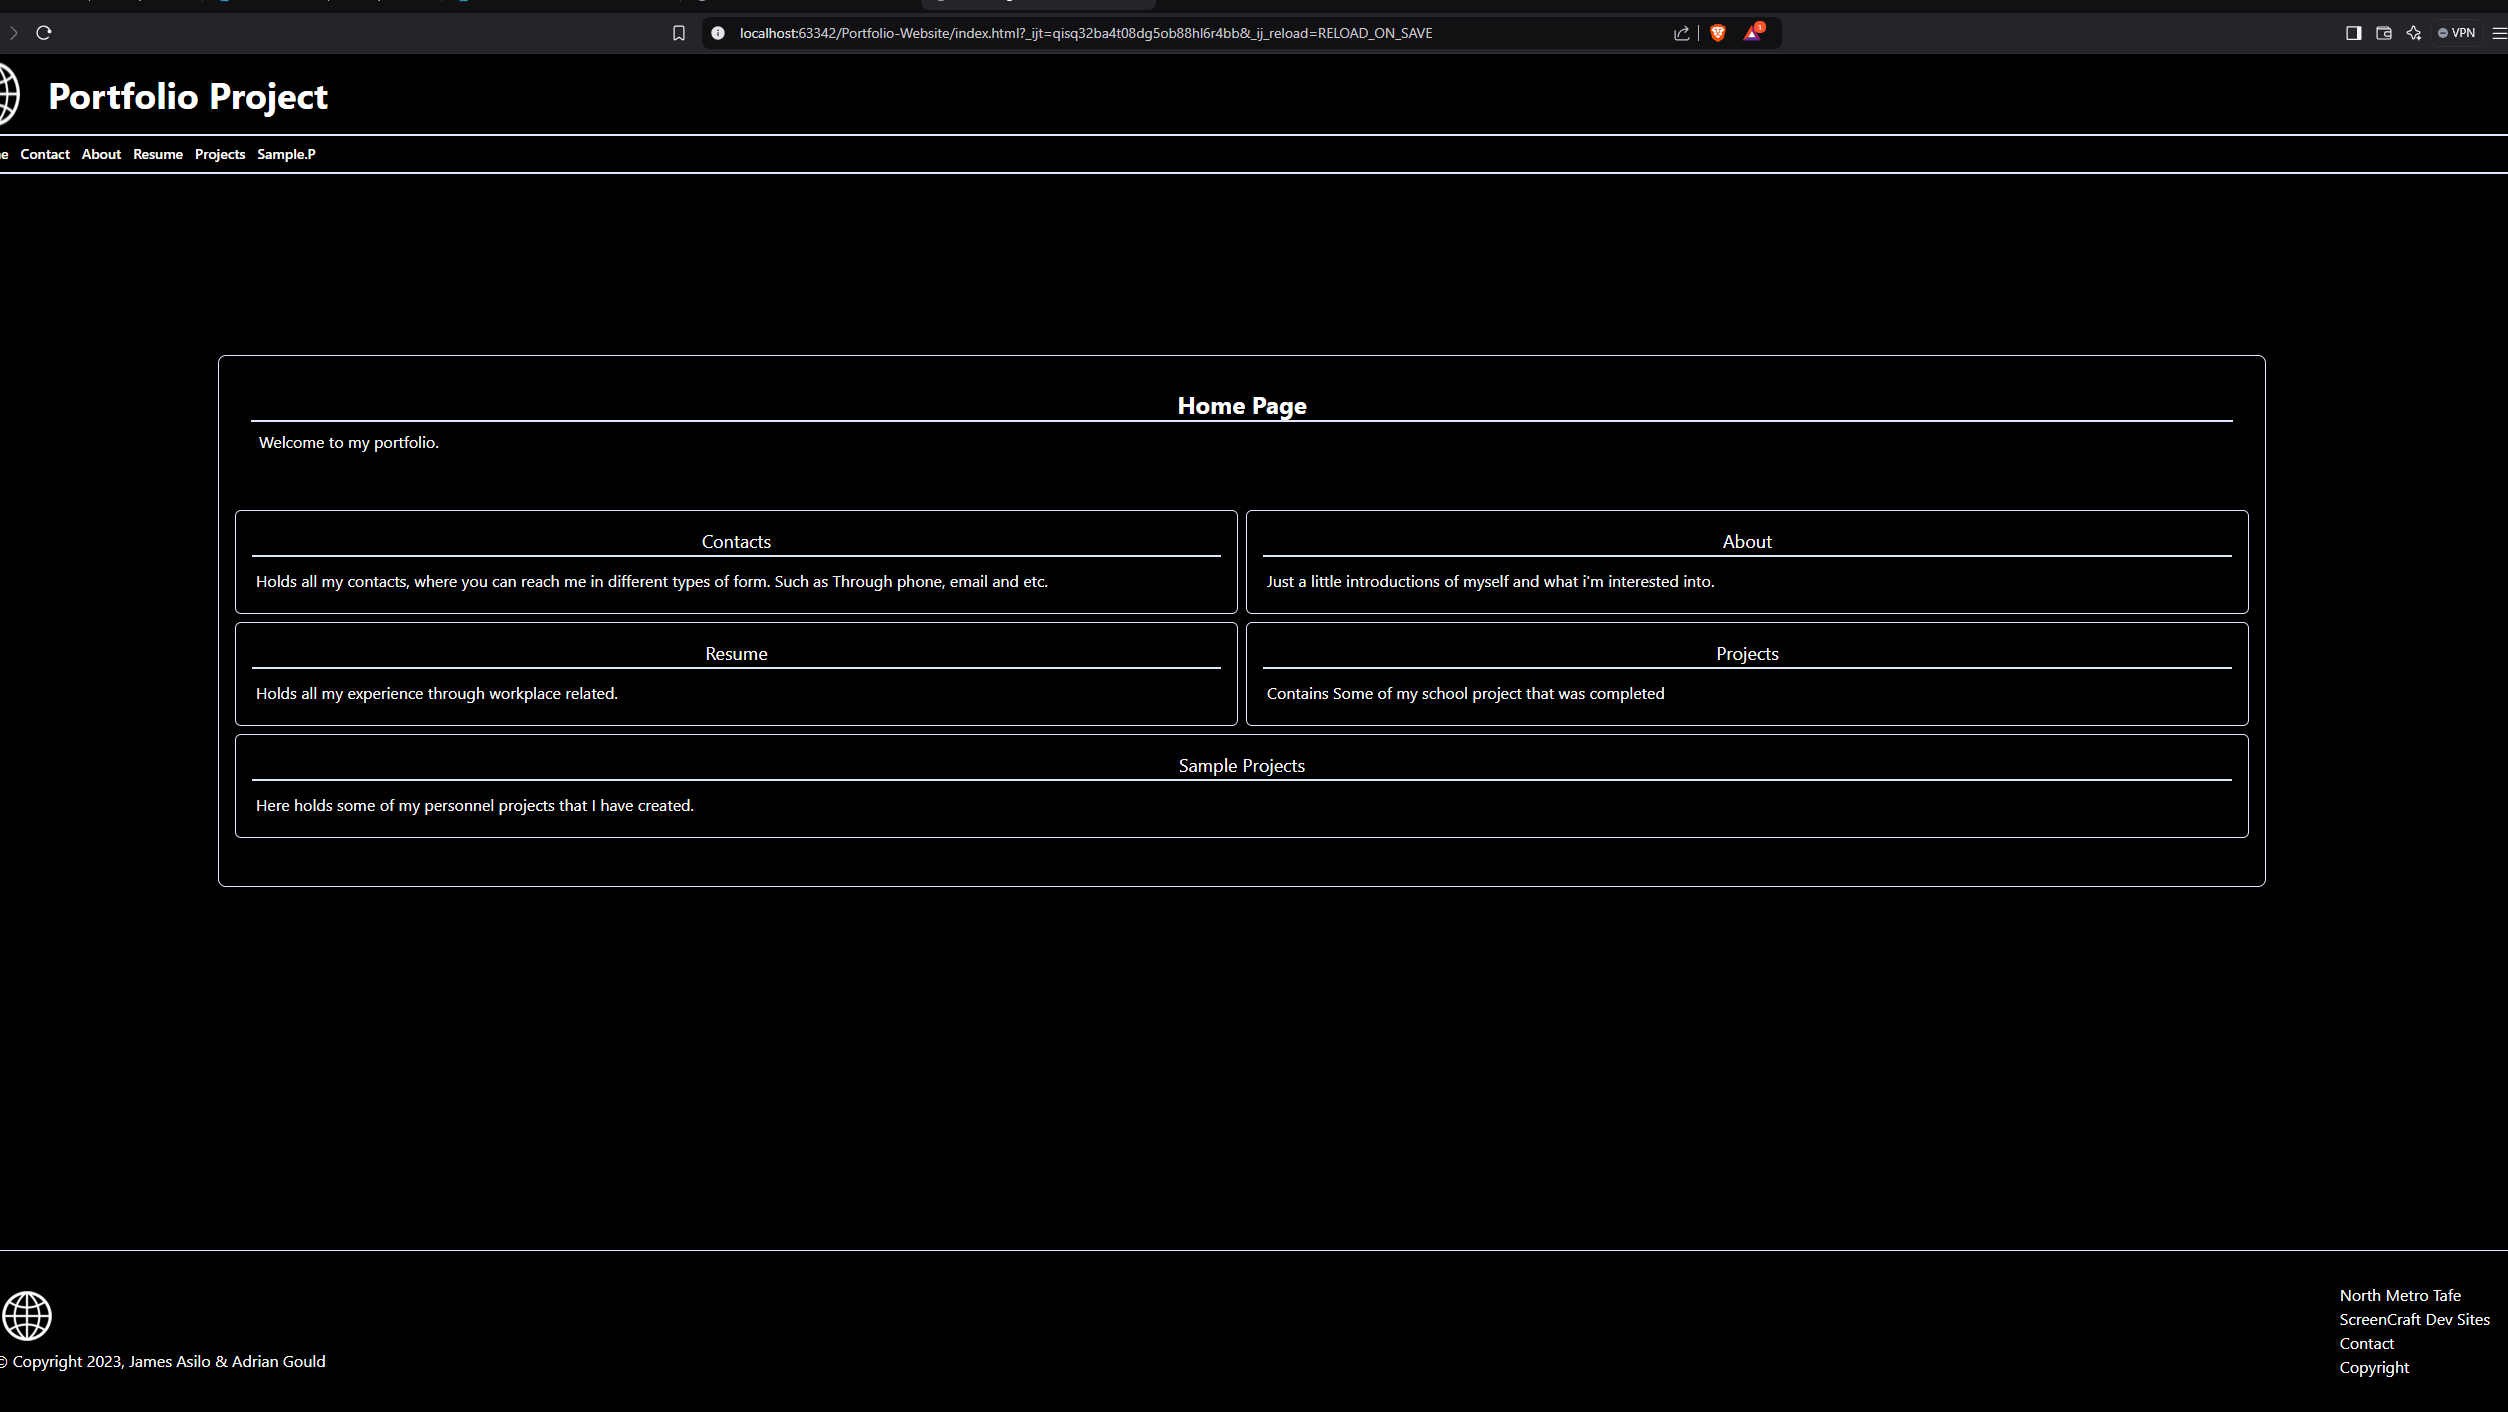 localhost:63342/Portfolio-Website/index.html?_ijt=qisq32ba4t08dg5ob88hl6r4bb&_ij_reload=RELOAD_ON_SAVE
1
VPN
Portfolio Project
Contact About Resume Projects Sample.P
Home Page
Welcome to my portfolio.
Contacts
Holds all my contacts, where you can reach me in different types of form. Such as Through phone, email and etc.
About
Just a little introductions of myself and what i'm interested into.
Resume
Holds all my experience through workplace related.
Projects
Contains Some of my school project that was completed
Sample Projects
Here holds some of my personnel projects that I have created.
© Copyright 2023, James Asilo & Adrian Gould
North Metro Tafe
ScreenCraft Dev Sites
Contact
Copyright